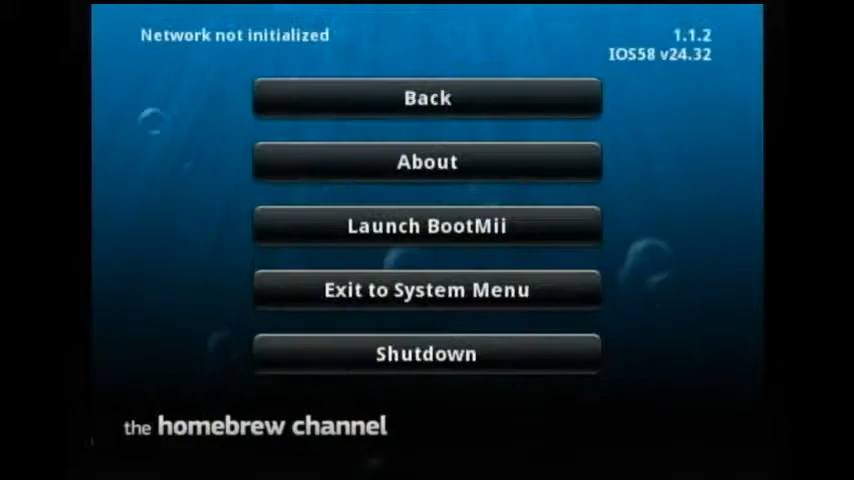 Network not initialized
1.1.2
IOS58 v24.32
Back
About
Launch BootMii
Exit to System Menu
Shutdown
the homebrew channel